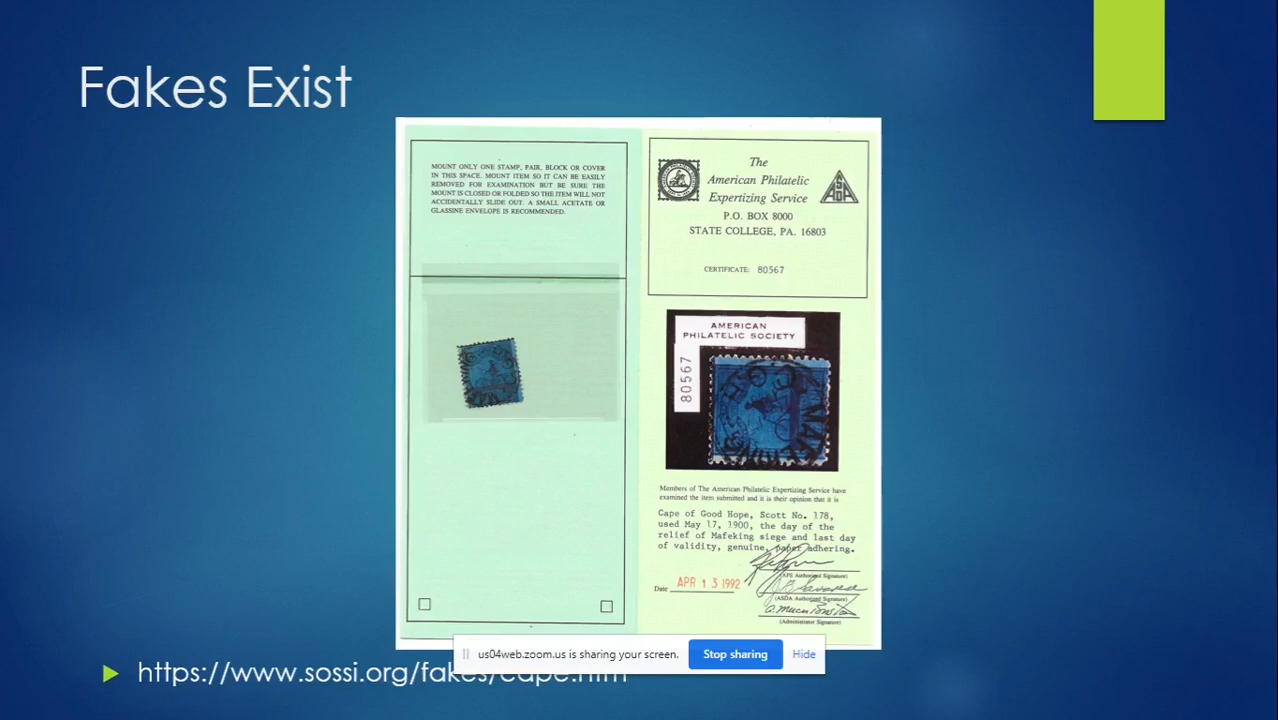 Fakes Exist
MOUNT ONLY ONE STAMP, PAIR, BLOCK OR COVER
IN THIS SPACE. MOUNT ITEM SO IT CAN BE EASILY
REMOVED FOR EXAMINATION BUT BE SURE THE
MOUNT IS CLOSED OR FOLDED SO THE ITEM WILL NOT
ACCIDENTALLY SLIDE OUT. A SMALL ACETATE OR
GLASSINE ENVELOPE IS RECOMMENDED.
The
American Philatelic
Expertizing Service
P.O. BOX 8000
STATE COLLEGE, PA. 16803
ASDA
CERTIFICATE: 80567
AMERICAN
PHILATELIC SOCIETY
80567
Members of The American Philatelic Expertizing Service have
examined the item submitted and it is their opinion that it is
Cape of Good Hope, Scott No. 178,
used May 17, 1900, the day of the
relief of Mafeking siege and last day
of validity, genuine, paper adhering.
Date APR 13 1992
(APS Authorized Signature)
(ASDA Authorized Signature)
(Administrator Signature)
us04web.zoom.us is sharing your screen.
Stop sharing
Hide
https://www.sossi.org/fakes/cape.htm